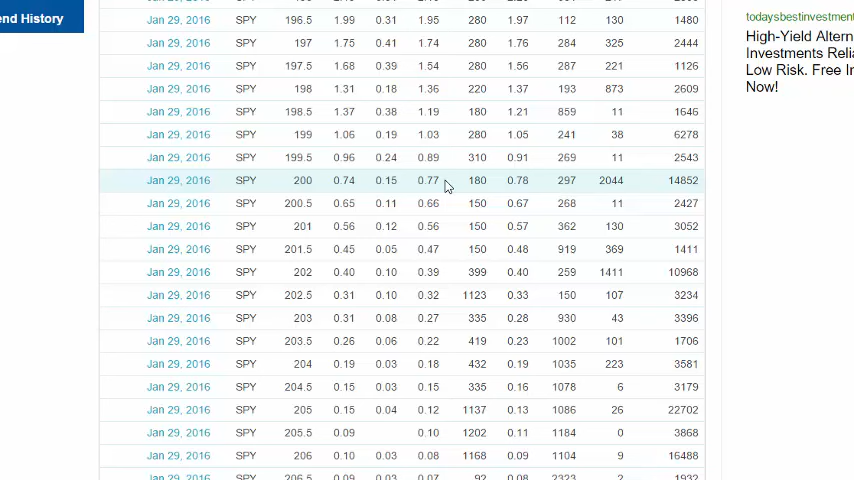 end History
Jan 29, 2016 SPY 196.5 1.99 0.31 1.95 280 1.97 112 130 1480
Jan 29, 2016 SPY 197 1.75 0.41 1.74 280 1.76 284 325 2444
Jan 29, 2016 SPY 197.5 1.68 0.39 1.54 280 1.56 287 221 1126
Jan 29, 2016 SPY 198 1.31 0.18 1.36 220 1.37 193 873 2609
Jan 29, 2016 SPY 198.5 1.37 0.38 1.19 180 1.21 859 11 1646
Jan 29, 2016 SPY 199 1.06 0.19 1.03 280 1.05 241 38 6278
Jan 29, 2016 SPY 199.5 0.96 0.24 0.89 310 0.91 269 11 2543
Jan 29, 2016 SPY 200 0.74 0.15 0.77 180 0.78 297 2044 14852
Jan 29, 2016 SPY 200.5 0.65 0.11 0.66 150 0.67 268 11 2427
Jan 29, 2016 SPY 201 0.56 0.12 0.56 150 0.57 362 130 3052
Jan 29, 2016 SPY 201.5 0.45 0.05 0.47 150 0.48 919 369 1411
Jan 29, 2016 SPY 202 0.40 0.10 0.39 399 0.40 259 1411 10968
Jan 29, 2016 SPY 202.5 0.31 0.10 0.32 1123 0.33 150 107 3234
Jan 29, 2016 SPY 203 0.31 0.08 0.27 335 0.28 930 43 3396
Jan 29, 2016 SPY 203.5 0.26 0.06 0.22 419 0.23 1002 101 1706
Jan 29, 2016 SPY 204 0.19 0.03 0.18 432 0.19 1035 223 3581
Jan 29, 2016 SPY 204.5 0.15 0.03 0.15 335 0.16 1078 6 3179
Jan 29, 2016 SPY 205 0.15 0.04 0.12 1137 0.13 1086 26 22702
Jan 29, 2016 SPY 205.5 0.09 0.10 1202 0.11 1184 0 3868
Jan 29, 2016 SPY 206 0.10 0.03 0.08 1168 0.09 1104 9 16488
Jan 29, 2016 SPY 206.5 0.09 0.03 0.07 92 0.08 2323 2 1932
todaysbestinvestment
High-Yield Altern
Investments Relia
Low Risk. Free In
Now!